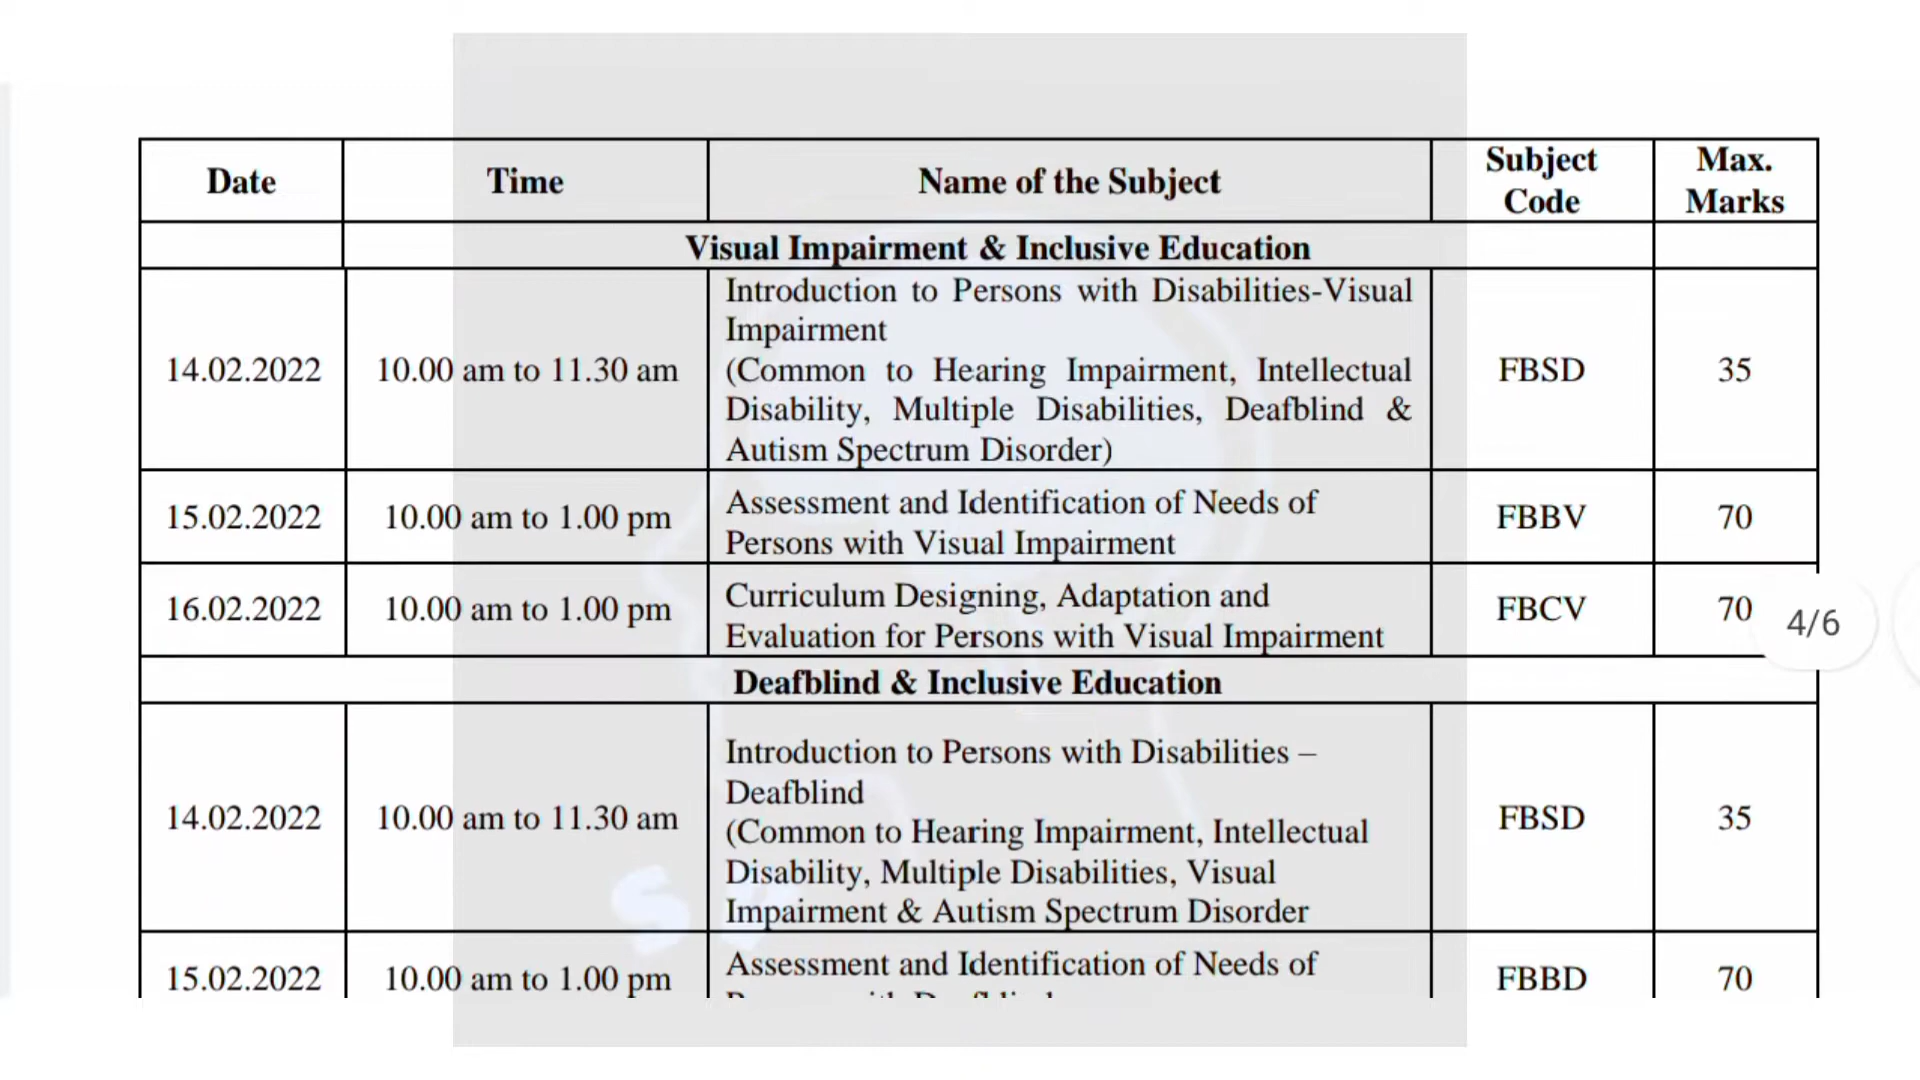 Date Time Name of the Subject Subject Code Max. Marks
Visual Impairment & Inclusive Education
14.02.2022 10.00 am to 11.30 am
Introduction to Persons with Disabilities-Visual
Impairment
(Common to Hearing Impairment, Intellectual
Disability, Multiple Disabilities, Deafblind &
Autism Spectrum Disorder)
FBSD 35
15.02.2022 10.00 am to 1.00 pm
Assessment and Identification of Needs of
Persons with Visual Impairment
FBBV 70
16.02.2022 10.00 am to 1.00 pm
Curriculum Designing, Adaptation and
Evaluation for Persons with Visual Impairment
FBCV 70
4/6
Deafblind & Inclusive Education
14.02.2022 10.00 am to 11.30 am
Introduction to Persons with Disabilities –
Deafblind
(Common to Hearing Impairment, Intellectual
Disability, Multiple Disabilities, Visual
Impairment & Autism Spectrum Disorder
FBSD 35
15.02.2022 10.00 am to 1.00 pm
Assessment and Identification of Needs of
FBBD 70